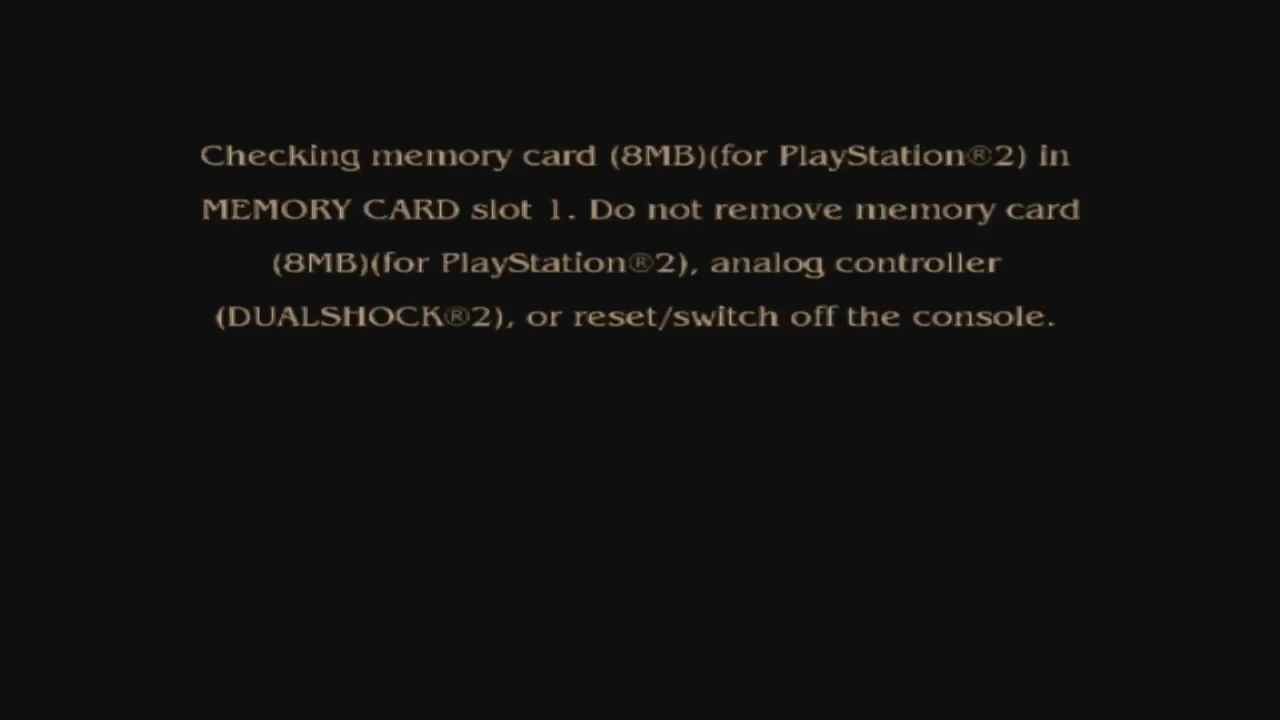 Checking memory card (8MB)(for PlayStation®2) in
MEMORY CARD slot 1. Do not remove memory card
(8MB)(for PlayStation®2), analog controller
(DUALSHOCK®2), or reset/switch off the console.